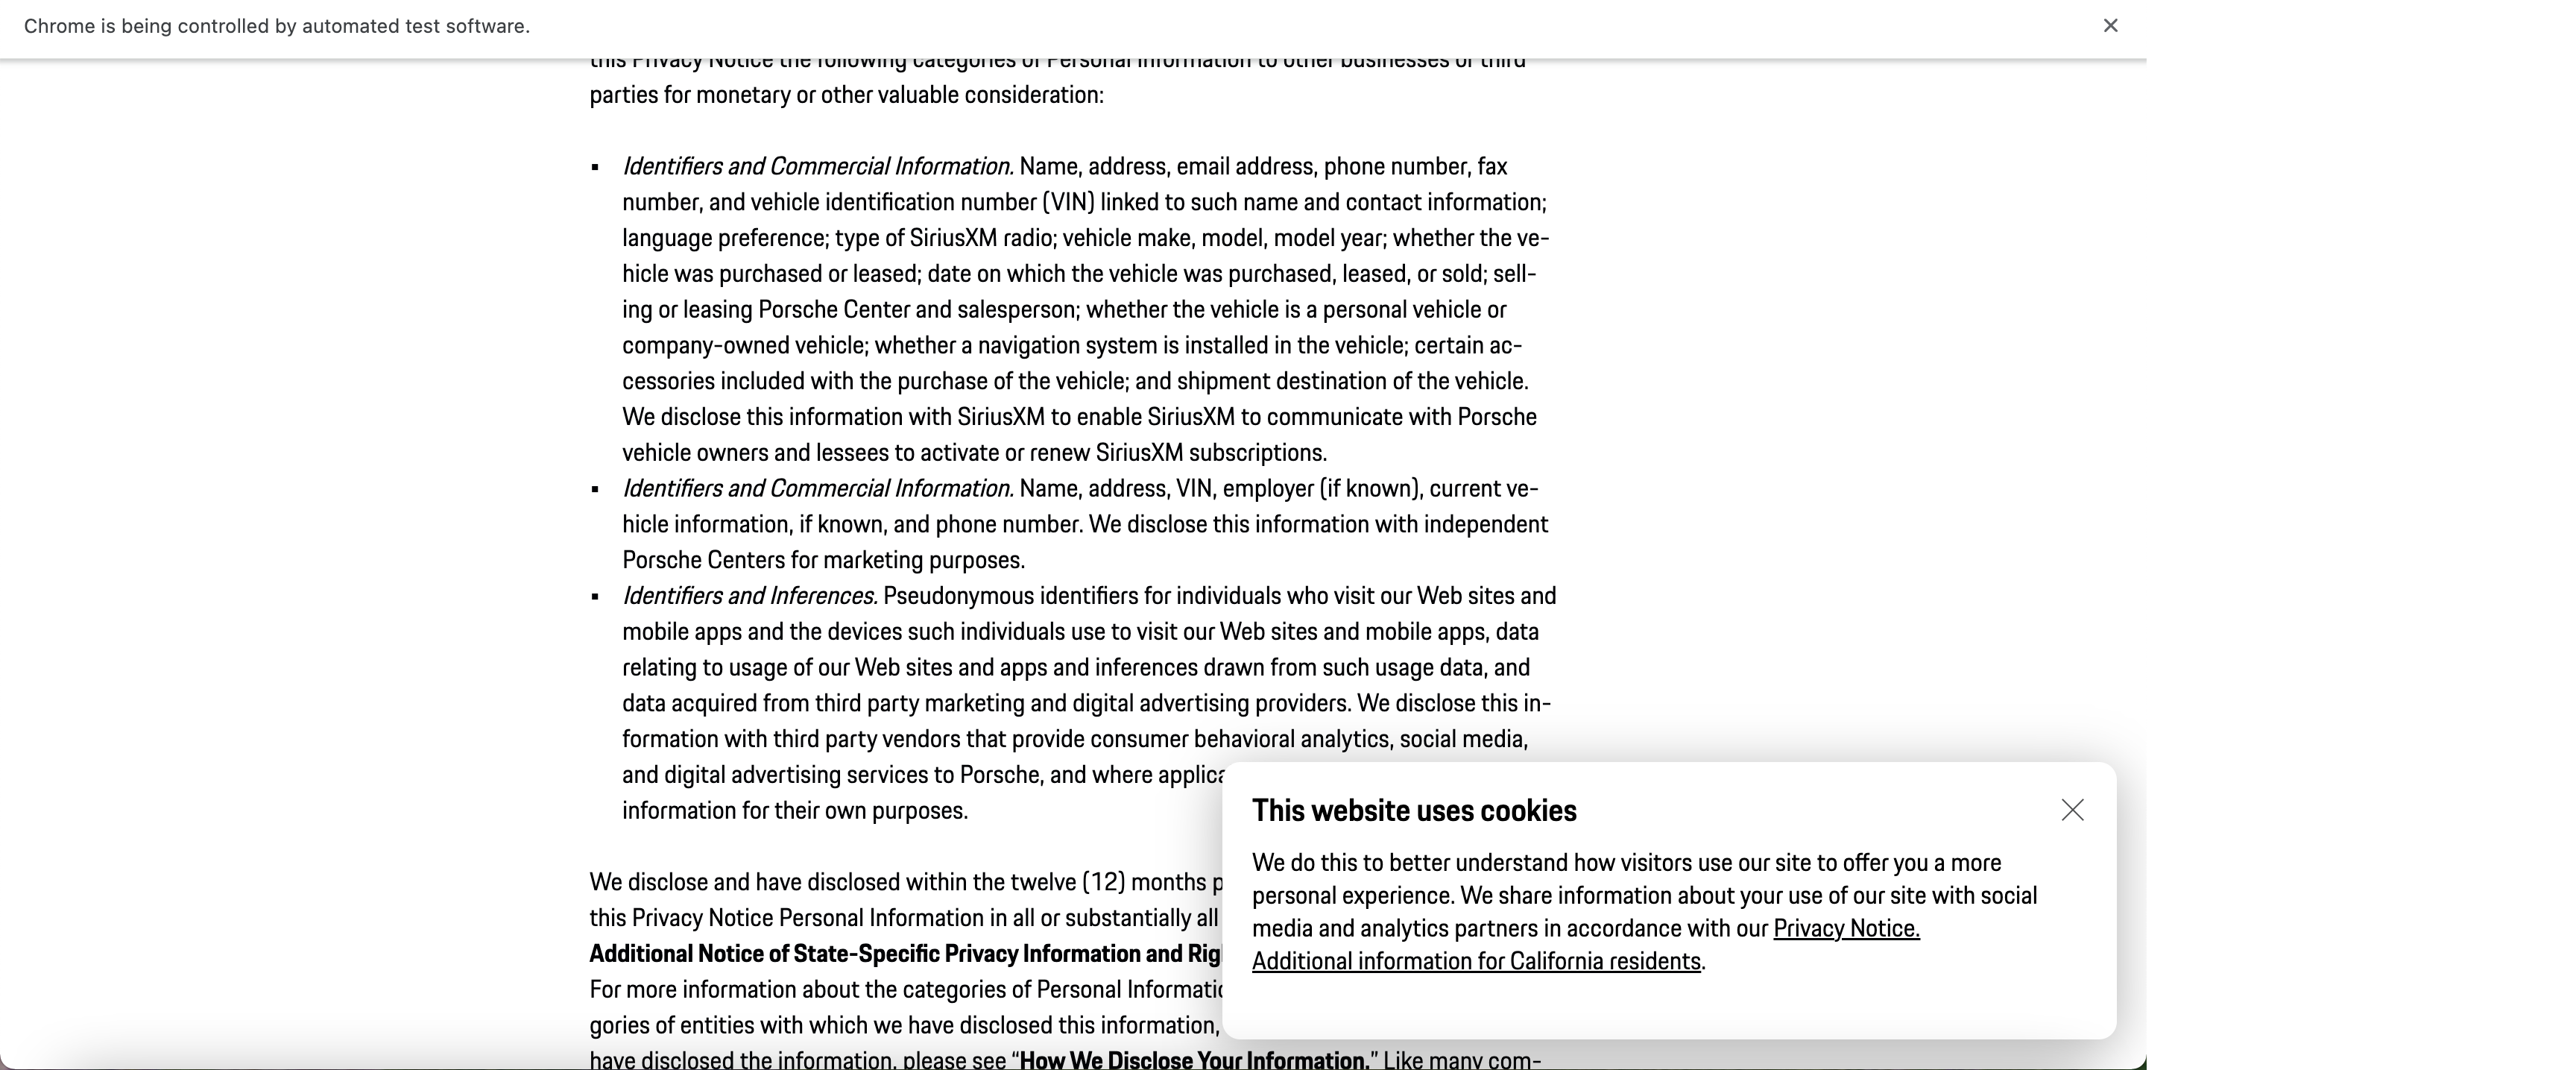 Chrome is being controlled by automated test software.
this Privacy Notice the following categories of Personal Information to other businesses or third
parties for monetary or other valuable consideration:
▪ Identifiers and Commercial Information. Name, address, email address, phone number, fax
number, and vehicle identification number (VIN) linked to such name and contact information;
language preference; type of SiriusXM radio; vehicle make, model, model year; whether the ve-
hicle was purchased or leased; date on which the vehicle was purchased, leased, or sold; sell-
ing or leasing Porsche Center and salesperson; whether the vehicle is a personal vehicle or
company-owned vehicle; whether a navigation system is installed in the vehicle; certain ac-
cessories included with the purchase of the vehicle; and shipment destination of the vehicle.
We disclose this information with SiriusXM to enable SiriusXM to communicate with Porsche
vehicle owners and lessees to activate or renew SiriusXM subscriptions.
▪ Identifiers and Commercial Information. Name, address, VIN, employer (if known), current ve-
hicle information, if known, and phone number. We disclose this information with independent
Porsche Centers for marketing purposes.
▪ Identifiers and Inferences. Pseudonymous identifiers for individuals who visit our Web sites and
mobile apps and the devices such individuals use to visit our Web sites and mobile apps, data
relating to usage of our Web sites and apps and inferences drawn from such usage data, and
data acquired from third party marketing and digital advertising providers. We disclose this in-
formation with third party vendors that provide consumer behavioral analytics, social media,
and digital advertising services to Porsche, and where
information for their own purposes.
We disclose and have disclosed within the twelve (12) months
this Privacy Notice Personal Information in all or substantially all
Additional Notice of State-Specific Privacy Information and
For more information about the categories of Personal
gories of entities with which we have disclosed this information,
have disclosed the information, please see “How We Disclose Your Information.” Like many com-
This website uses cookies
We do this to better understand how visitors use our site to offer you a more
personal experience. We share information about your use of our site with social
media and analytics partners in accordance with our Privacy Notice.
Additional information for California residents.